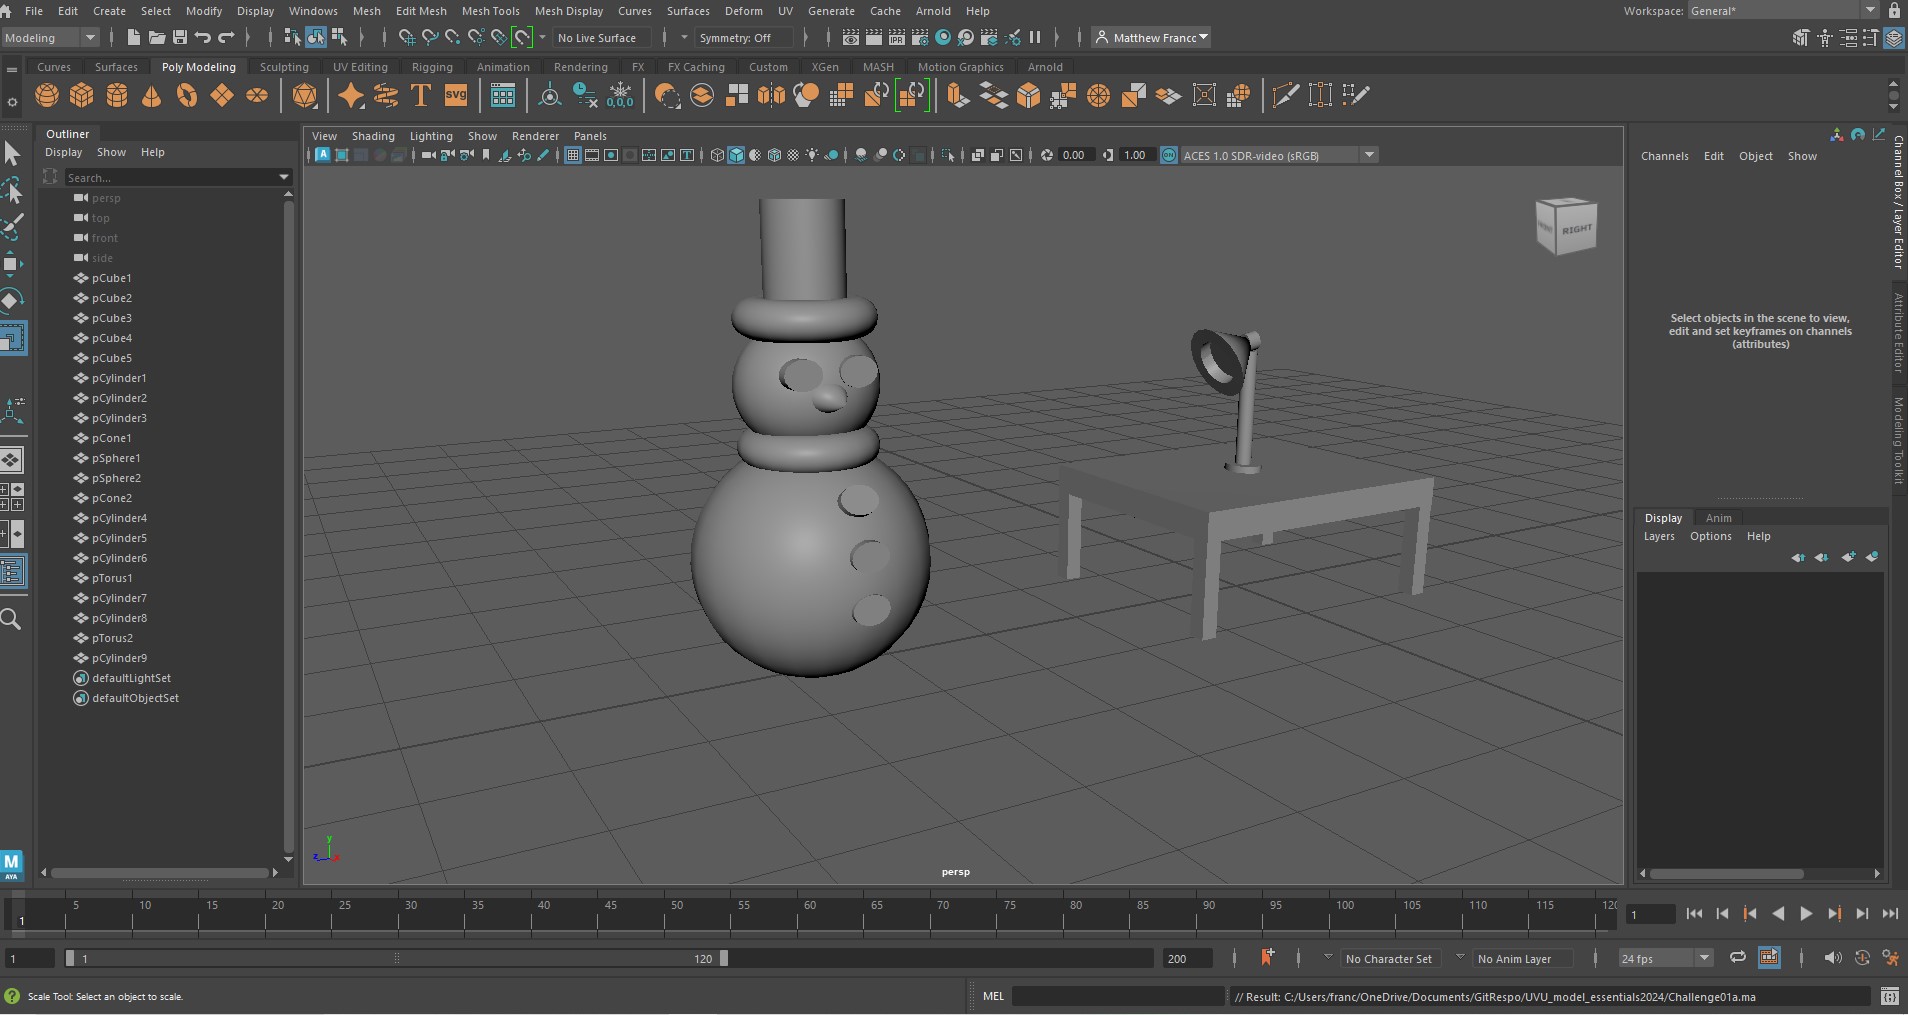 File Edit Create Select Modify Display Windows Mesh Edit Mesh Mesh Tools Mesh Display Curves Surfaces Deform UV Generate Cache Arnold Help Workspace: General*
Modeling No Live Surface Symmetry: Off Matthew Francc
Curves Surfaces Poly Modeling Sculpting UV Editing Rigging Animation Rendering FX FX Caching Custom XGen MASH Motion Graphics Arnold
T SVG 0,0,0
Outliner
Display Show Help
Search...
persp
top
front
side
pCube1
pCube2
pCube3
pCube4
pCube5
pCylinder1
pCylinder2
pCylinder3
pCone1
pSphere1
pSphere2
pCone2
pCylinder4
pCylinder5
pCylinder6
pTorus1
pCylinder7
pCylinder8
pTorus2
pCylinder9
defaultLightSet
defaultObjectSet
View Shading Lighting Show Renderer Panels
0.00 1.00 ON ACES 1.0 SDR-video (sRGB)
RIGHT
y
z x
persp
Channels Edit Object Show
Select objects in the scene to view,
edit and set keyframes on channels
(attributes)
Channel Box / Layer Editor
Attribute Editor
Modeling Toolkit
Display Anim
Layers Options Help
M
AYA
5 10 15 20 25 30 35 40 45 50 55 60 65 70 75 80 85 90 95 100 105 110 115 120
1 1
1 1 120 200 No Character Set No Anim Layer 24 fps
Scale Tool: Select an object to scale. MEL // Result: C:/Users/franc/OneDrive/Documents/GitRespo/UVU_model_essentials2024/Challenge01a.ma